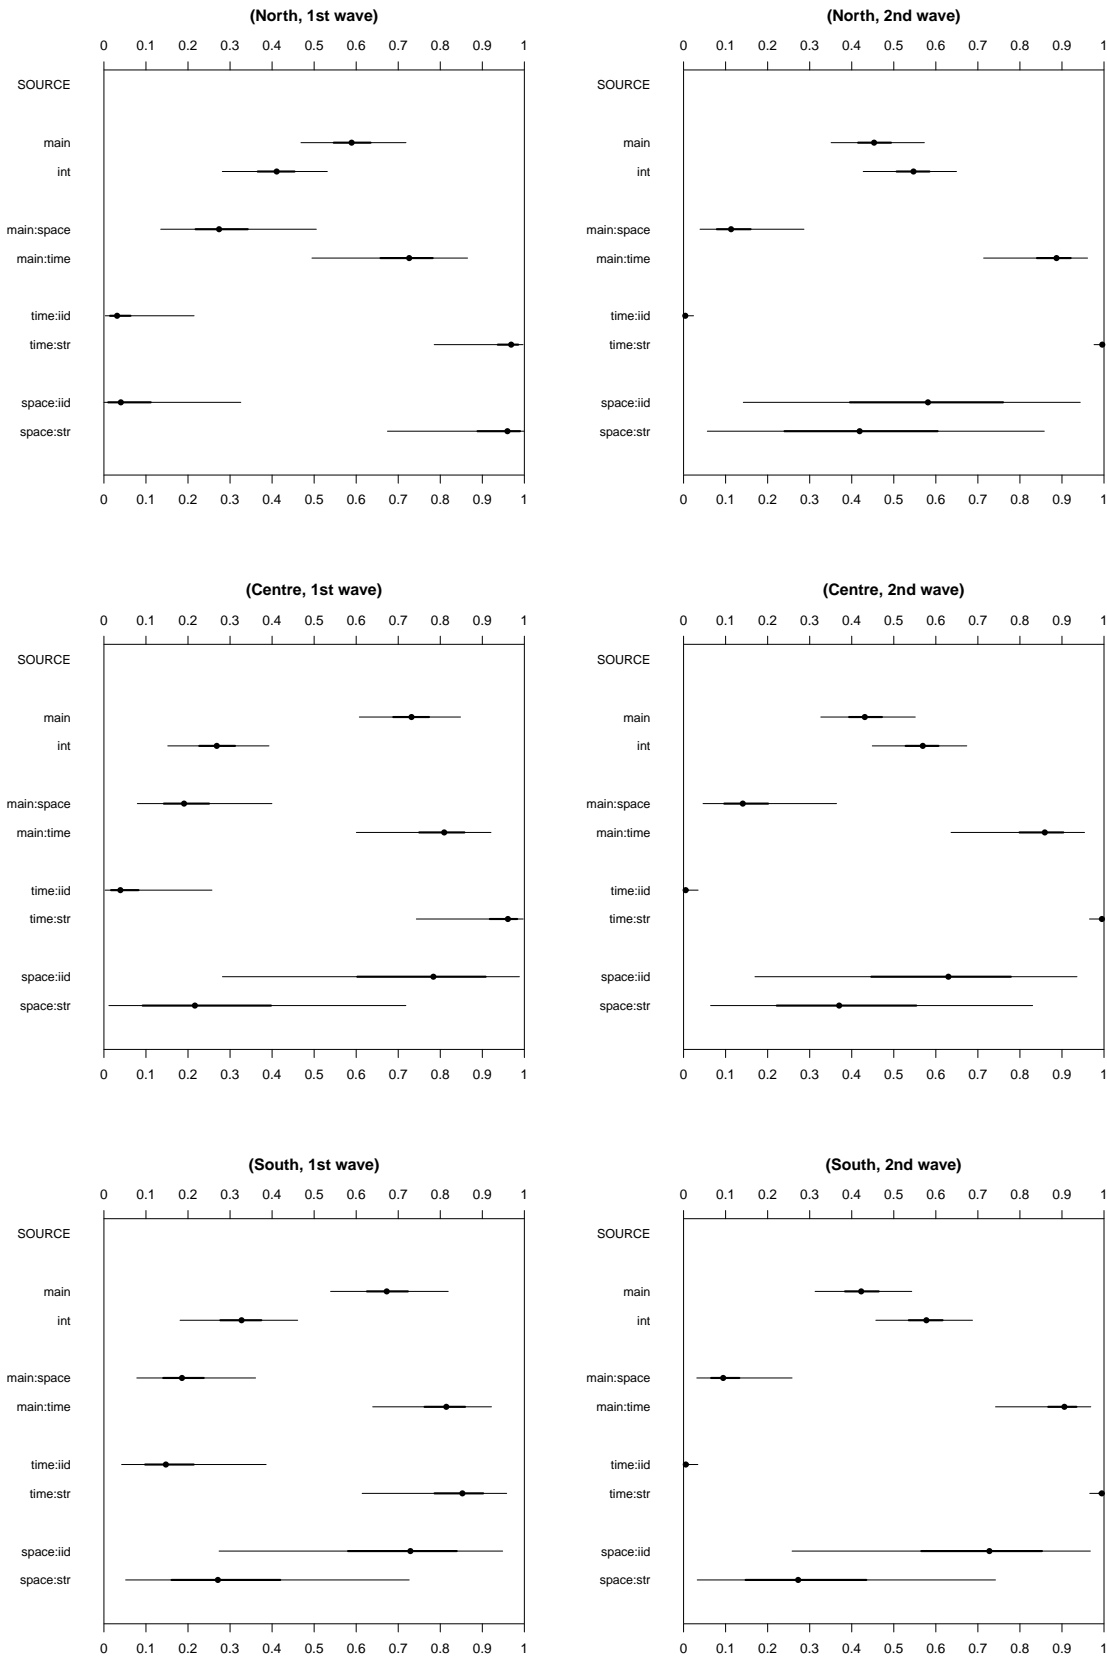 (North, 1st wave)
0 0.1 0.2 0.3 0.4 0.5 0.6 0.7 0.8 0.9 1
SOURCE
main
int
main:space
main:time
time:iid
time:str
space:iid
space:str
0 0.1 0.2 0.3 0.4 0.5 0.6 0.7 0.8 0.9 1
(North, 2nd wave)
0 0.1 0.2 0.3 0.4 0.5 0.6 0.7 0.8 0.9 1
SOURCE
main
int
main:space
main:time
time:iid
time:str
space:iid
space:str
0 0.1 0.2 0.3 0.4 0.5 0.6 0.7 0.8 0.9 1
(Centre, 1st wave)
0 0.1 0.2 0.3 0.4 0.5 0.6 0.7 0.8 0.9 1
SOURCE
main
int
main:space
main:time
time:iid
time:str
space:iid
space:str
0 0.1 0.2 0.3 0.4 0.5 0.6 0.7 0.8 0.9 1
(Centre, 2nd wave)
0 0.1 0.2 0.3 0.4 0.5 0.6 0.7 0.8 0.9 1
SOURCE
main
int
main:space
main:time
time:iid
time:str
space:iid
space:str
0 0.1 0.2 0.3 0.4 0.5 0.6 0.7 0.8 0.9 1
(South, 1st wave)
0 0.1 0.2 0.3 0.4 0.5 0.6 0.7 0.8 0.9 1
SOURCE
main
int
main:space
main:time
time:iid
time:str
space:iid
space:str
0 0.1 0.2 0.3 0.4 0.5 0.6 0.7 0.8 0.9 1
(South, 2nd wave)
0 0.1 0.2 0.3 0.4 0.5 0.6 0.7 0.8 0.9 1
SOURCE
main
int
main:space
main:time
time:iid
time:str
space:iid
space:str
0 0.1 0.2 0.3 0.4 0.5 0.6 0.7 0.8 0.9 1